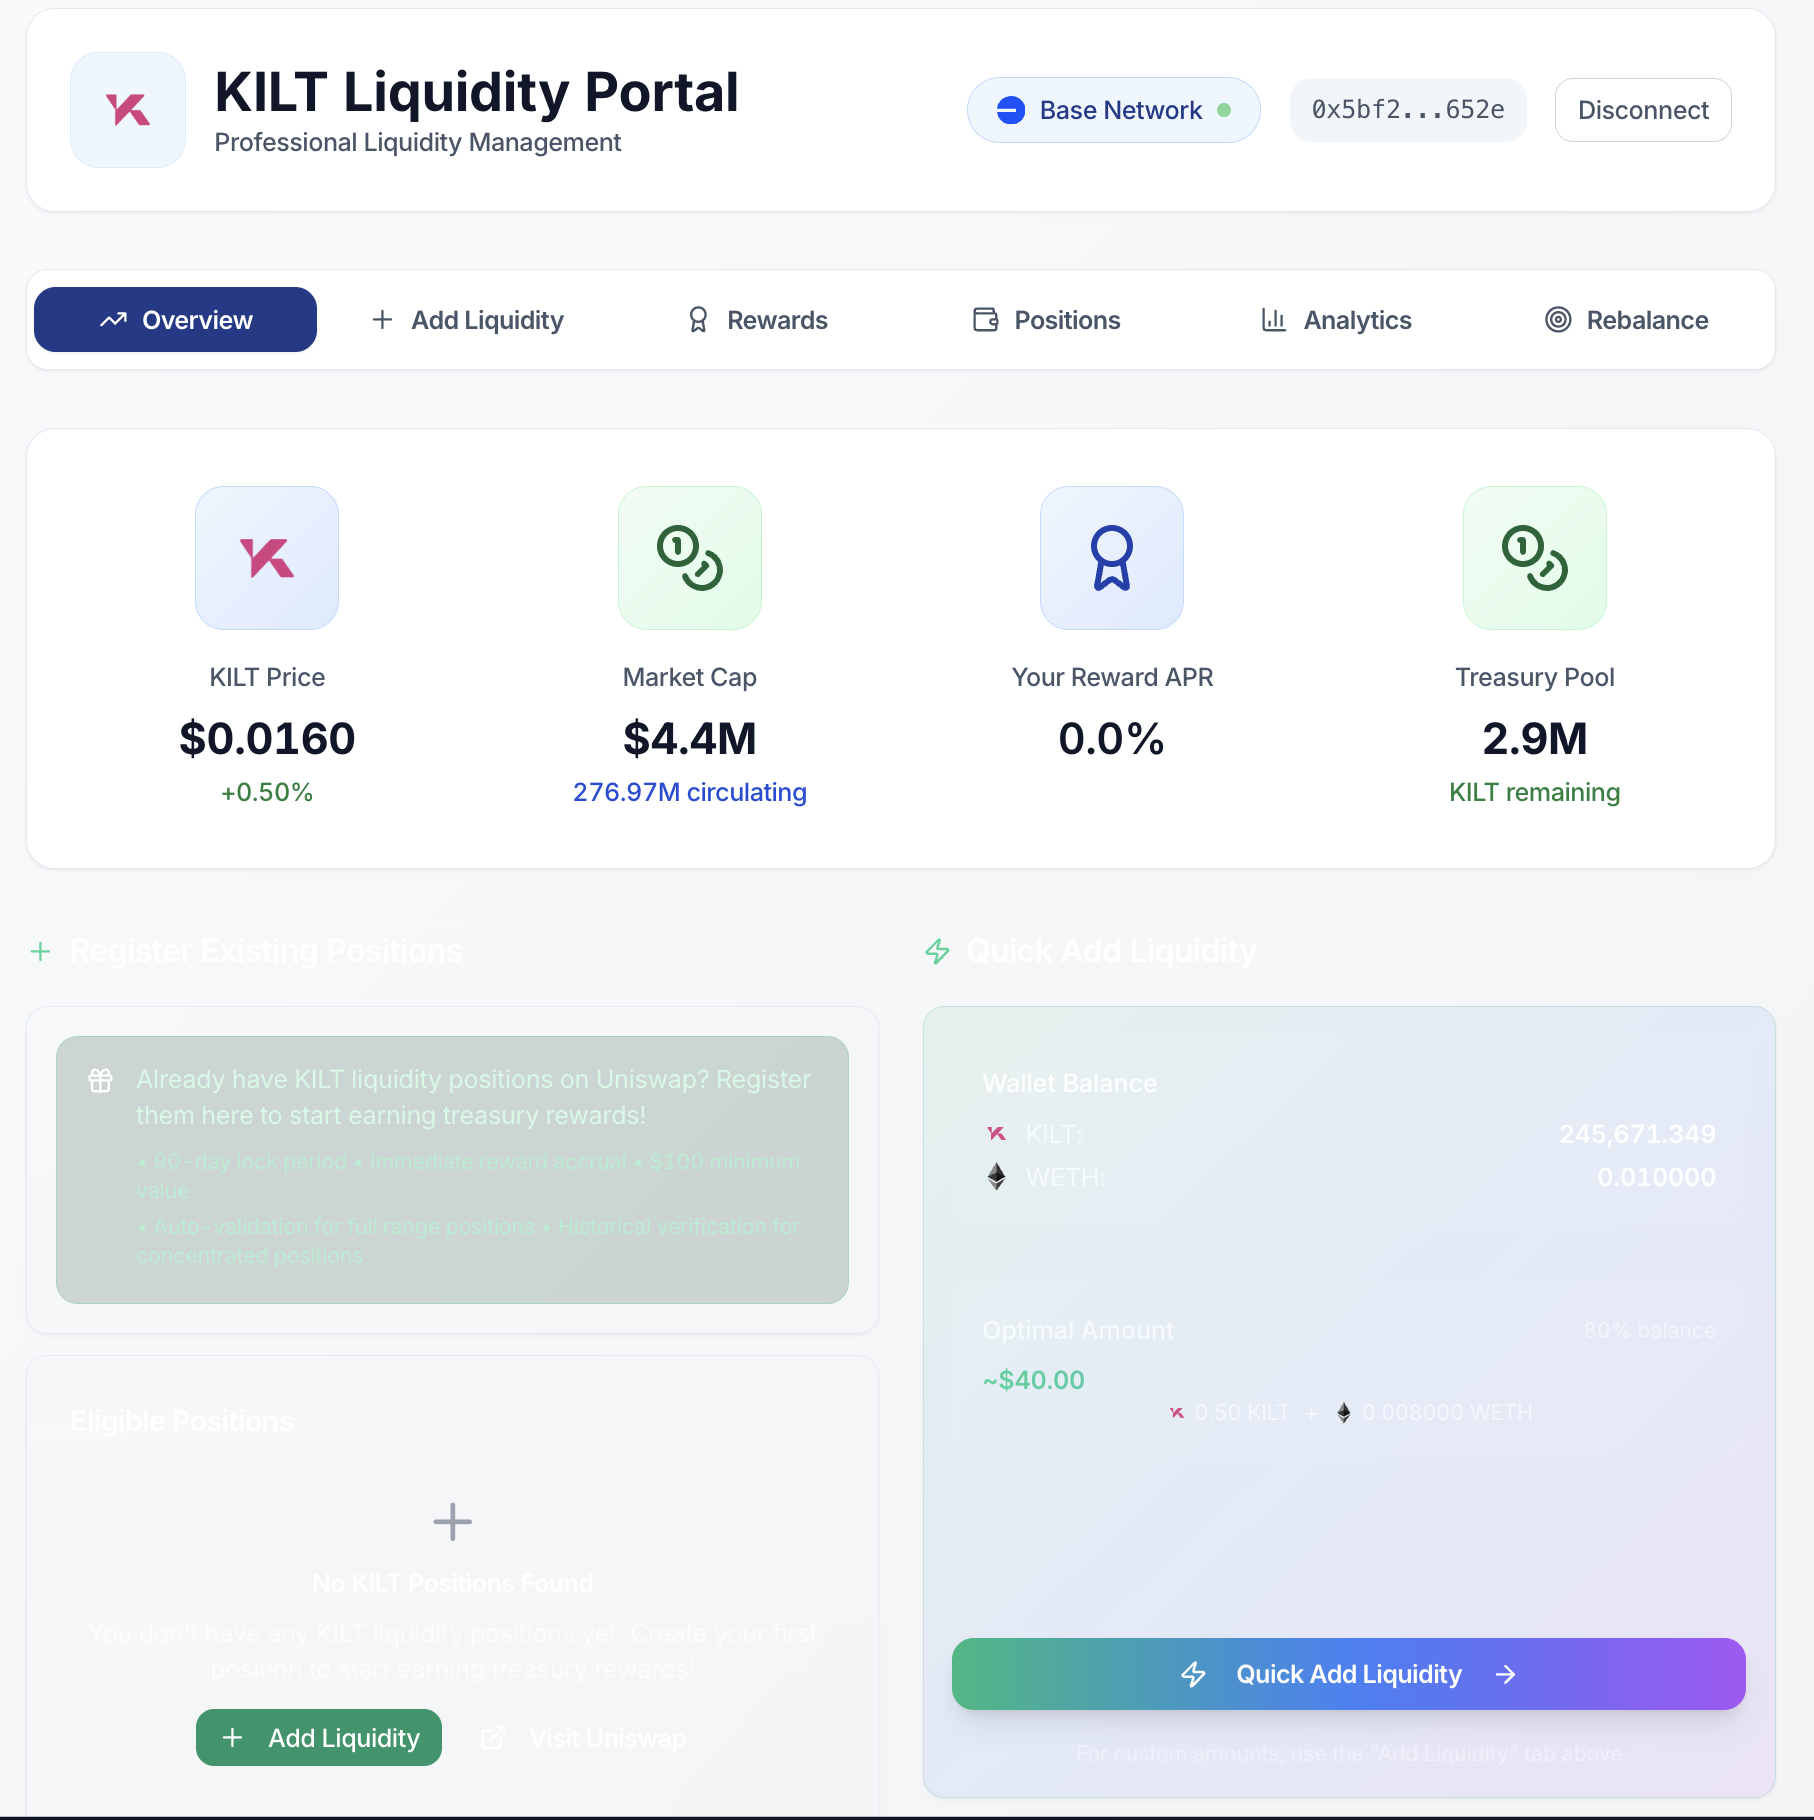 KILT Liquidity Portal
Professional Liquidity Management
Base Network
0x5bf2...652e
Disconnect
Overview
Add Liquidity
Rewards
Positions
Analytics
Rebalance
KILT Price
$0.0160
+0.50%
Market Cap
$4.4M
276.97M circulating
Your Reward APR
0.0%
Treasury Pool
2.9M
KILT remaining
Register Existing Positions
Already have KILT liquidity positions on Uniswap? Register
them here to start earning treasury rewards!
• 90-day lock period • Immediate reward accrual • $100 minimum
value
• Auto-validation for full range positions • Historical verification for
concentrated positions
Eligible Positions
No KILT Positions Found
You don't have any KILT liquidity positions yet. Create your first
position to start earning treasury rewards!
Add Liquidity
Visit Uniswap
Quick Add Liquidity
Wallet Balance
KILT: 245,671.349
WETH: 0.010000
Optimal Amount 80% balance
~$40.00
0.50 KILT + 0.008000 WETH
Quick Add Liquidity
For custom amounts, use the "Add Liquidity" tab above